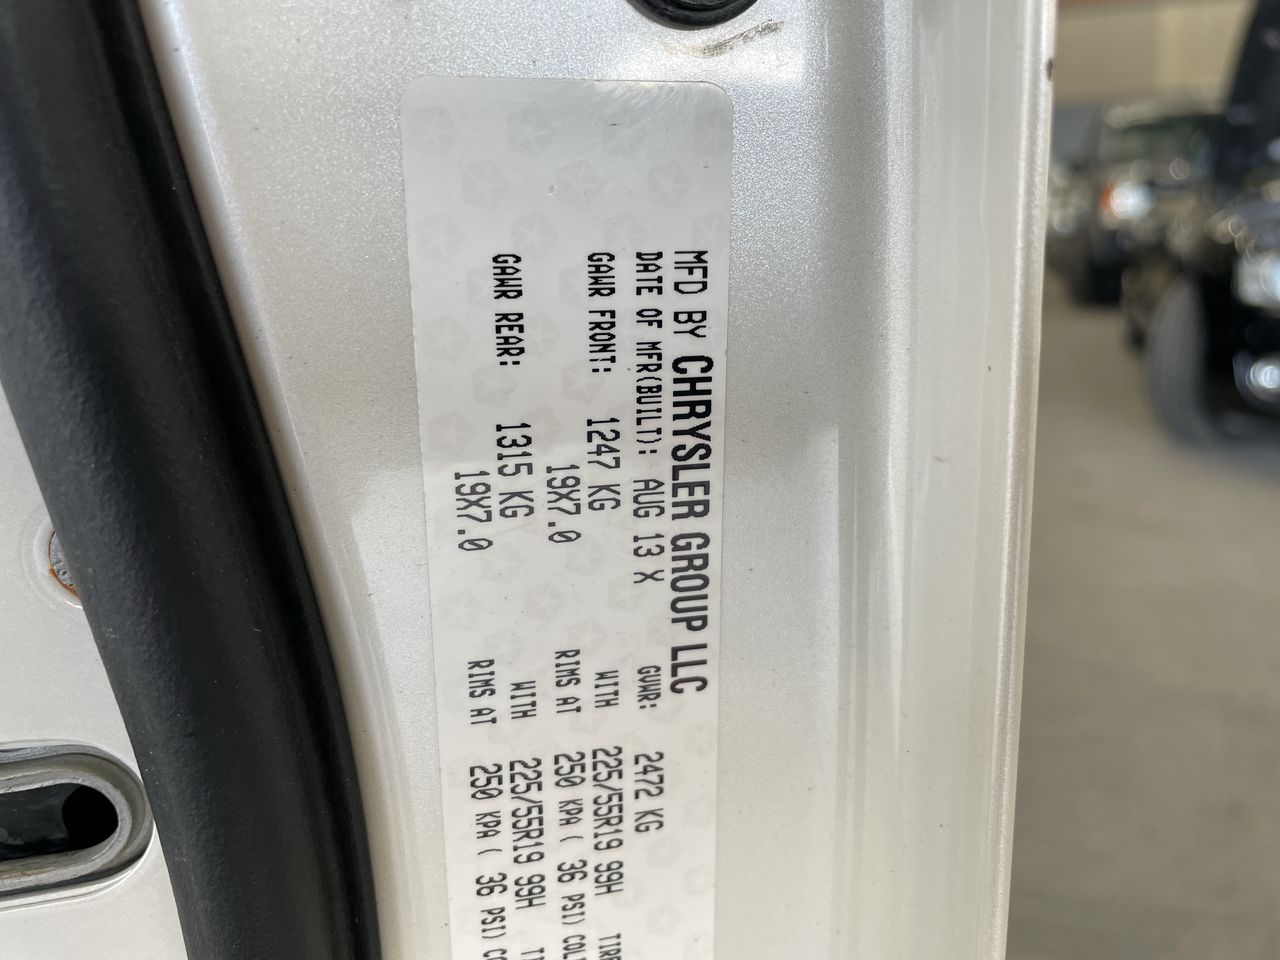 MFD BY CHRYSLER GROUP LLC
DATE OF MFR(BUILT): AUG 13 X GVWR: 2472 KG
GAWR FRONT: 1247 KG WITH 225/55R19 99H
19X7.0 RIMS AT 250 KPA ( 36 PSI)
GAWR REAR: 1315 KG WITH 225/55R19 99H
19X7.0 RIMS AT 250 KPA ( 36 PSI)